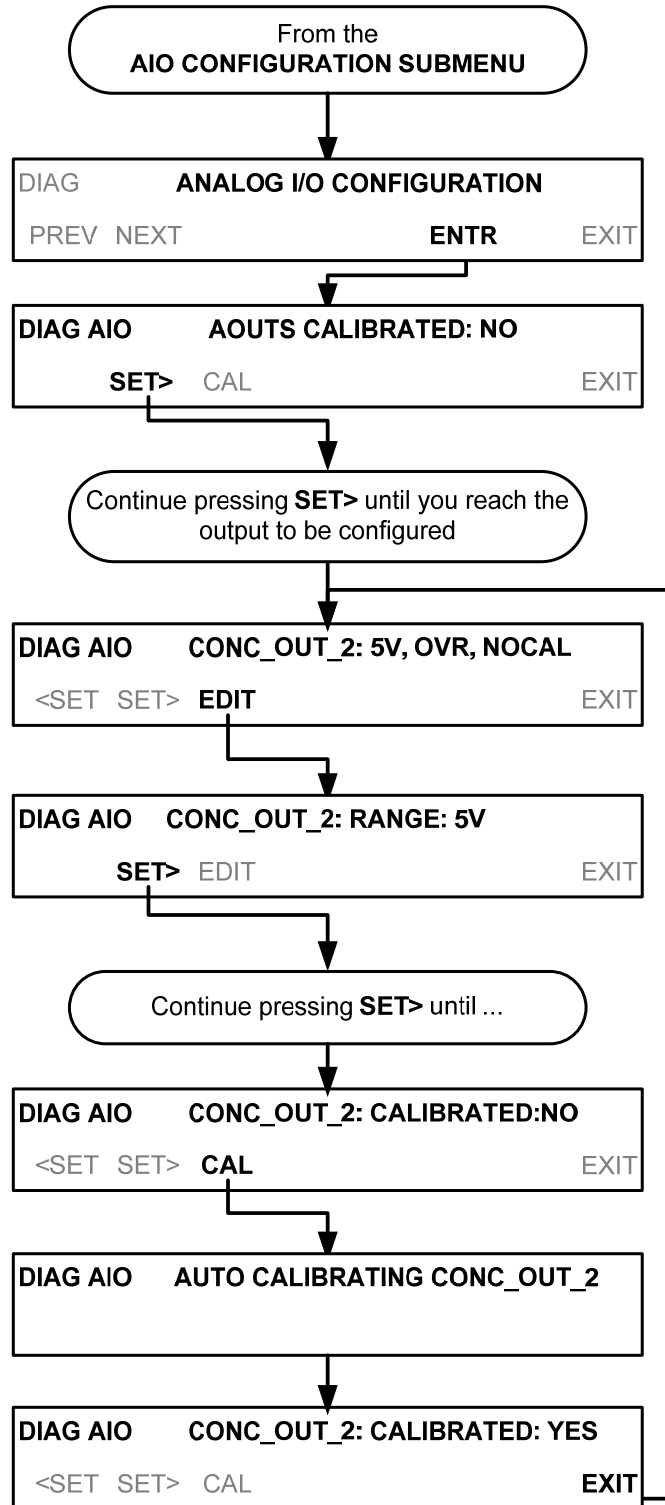 From the
AIO CONFIGURATION SUBMENU
DIAG ANALOG I/O CONFIGURATION
PREV NEXT ENTR EXIT
DIAG AIO AOUTS CALIBRATED: NO
SET> CAL EXIT
Continue pressing SET> until you reach the
output to be configured
DIAG AIO CONC_OUT_2: 5V, OVR, NOCAL
<SET SET> EDIT EXIT
DIAG AIO CONC_OUT_2: RANGE: 5V
SET> EDIT EXIT
Continue pressing SET> until ...
DIAG AIO CONC_OUT_2: CALIBRATED:NO
<SET SET> CAL EXIT
DIAG AIO AUTO CALIBRATING CONC_OUT_2
DIAG AIO CONC_OUT_2: CALIBRATED: YES
<SET SET> CAL EXIT